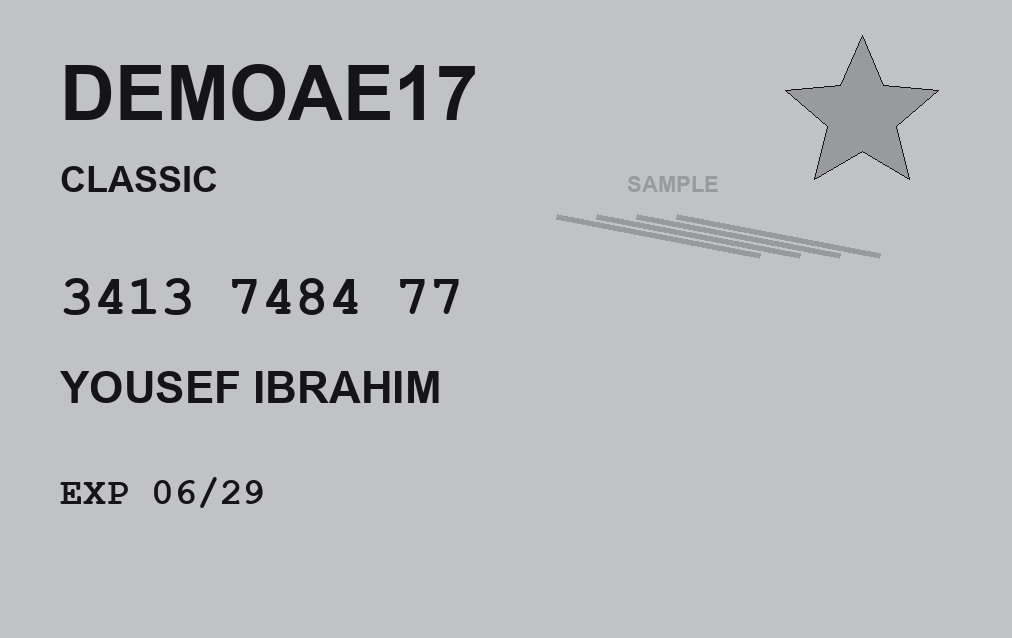 DEMOAE17
CLASSIC
SAMPLE
3413 7484 77
YOUSEF IBRAHIM
EXP 06/29